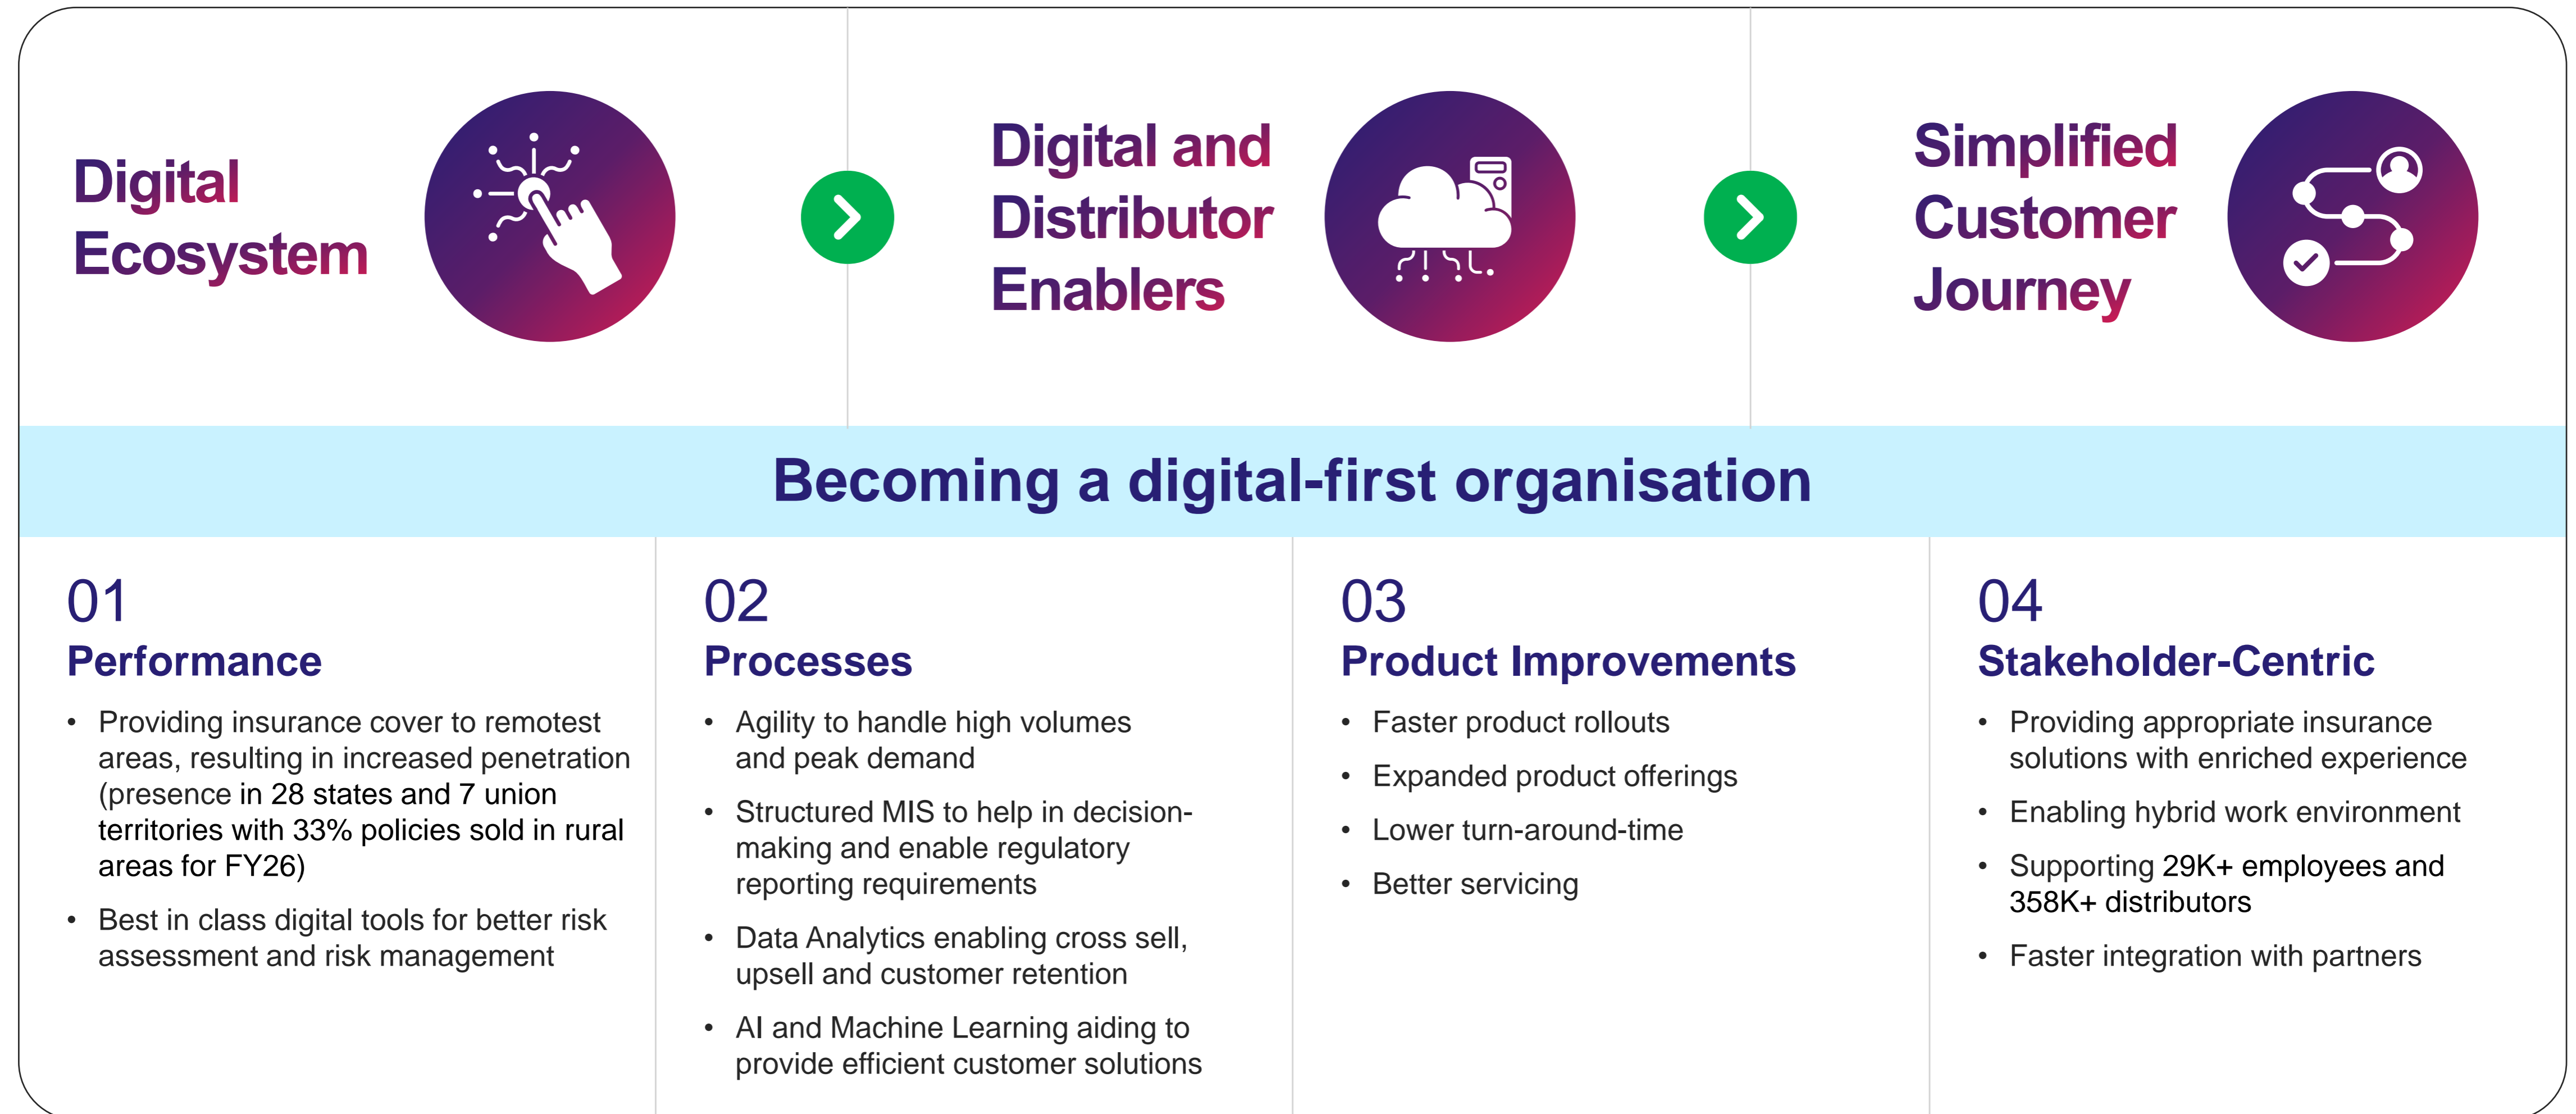 Digital
Ecosystem
Digital and
Distributor
Enablers
Simplified
Customer
Journey
Becoming a digital-first organisation
01
Performance
• Providing insurance cover to remotest
areas, resulting in increased penetration
(presence in 28 states and 7 union
territories with 33% policies sold in rural
areas for FY26)
• Best in class digital tools for better risk
assessment and risk management
02
Processes
• Agility to handle high volumes
and peak demand
• Structured MIS to help in decision-
making and enable regulatory
reporting requirements
• Data Analytics enabling cross sell,
upsell and customer retention
• AI and Machine Learning aiding to
provide efficient customer solutions
03
Product Improvements
• Faster product rollouts
• Expanded product offerings
• Lower turn-around-time
• Better servicing
04
Stakeholder-Centric
• Providing appropriate insurance
solutions with enriched experience
• Enabling hybrid work environment
• Supporting 29K+ employees and
358K+ distributors
• Faster integration with partners